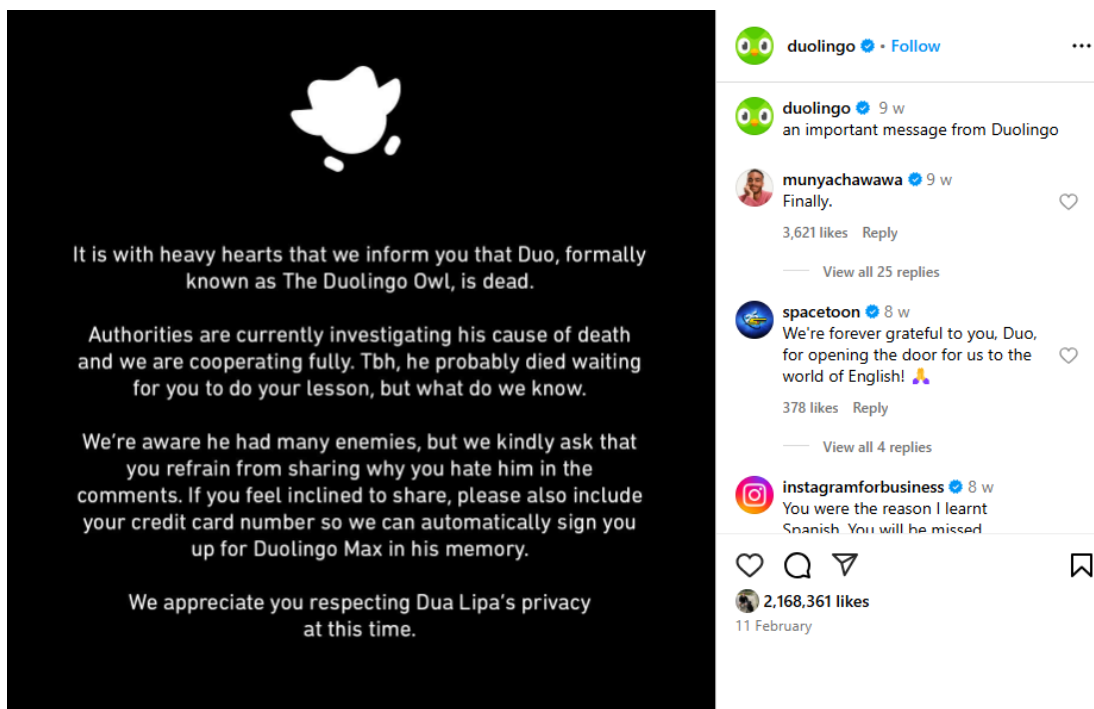 It is with heavy hearts that we inform you that Duo, formally
known as The Duolingo Owl, is dead.
Authorities are currently investigating his cause of death
and we are cooperating fully. Tbh, he probably died waiting
for you to do your lesson, but what do we know.
We're aware he had many enemies, but we kindly ask that
you refrain from sharing why you hate him in the
comments. If you feel inclined to share, please also include
your credit card number so we can automatically sign you
up for Duolingo Max in his memory.
We appreciate you respecting Dua Lipa's privacy
at this time.
duolingo • Follow
duolingo 9 w
an important message from Duolingo
munyachawawa 9 w
Finally.
3,621 likes Reply
View all 25 replies
spacetoon 8 w
We're forever grateful to you, Duo,
for opening the door for us to the
world of English! 🙏
378 likes Reply
View all 4 replies
instagramforbusiness 8 w
You were the reason I learnt
Spanish. You will be missed
2,168,361 likes
11 February